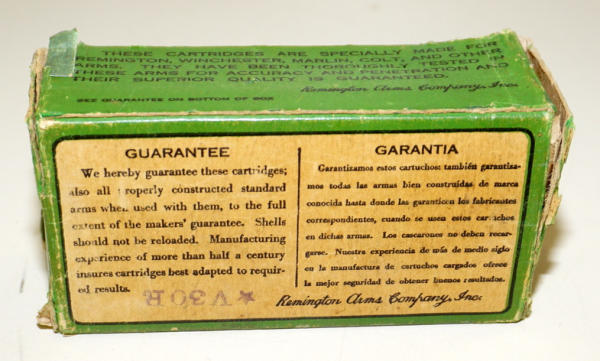 THESE CARTRIDGES ARE SPECIALLY MADE FOR
REMINGTON, WINCHESTER, MARLIN, COLT, AND OTHER
ARMS. THEY HAVE BEEN THOROUGHLY TESTED IN
THESE ARMS FOR ACCURACY AND PENETRATION AND
THEIR SUPERIOR QUALITY IS GUARANTEED.
Remington Arms Company, Inc.
SEE GUARANTEE ON BOTTOM OF BOX
GUARANTEE
We hereby guarantee these cartridges;
also all properly constructed standard
arms when used with them, to the full
extent of the makers' guarantee. Shells
should not be reloaded. Manufacturing
experience of more than half a century
insures cartridges best adapted to requir-
ed results.
★ V30R
GARANTIA
Garantizamos estos cartuchos: también garantiza-
mos todas las armas bien construidas de marca
conocida hasta donde las garanticen los fabricantes
correspondientes, cuando se usen estos cartuchos
en dichas armas. Los cascarones no deben recar-
garse. Nuestra experiencia de más de medio siglo
en la manufactura de cartuchos cargados ofrece
la mejor seguridad de obtener buenos resultados.
Remington Arms Company, Inc.